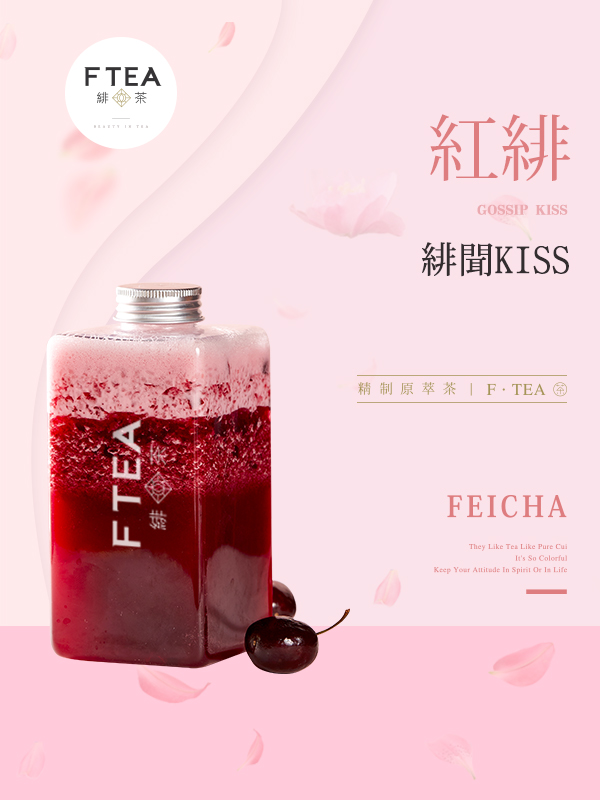 F TEA
緋 茶
BEAUTY IN TEA
紅緋
GOSSIP KISS
緋聞KISS
精制原萃茶 | F · TEA 茶
F TEA
緋 茶
FEICHA
They Like Tea Like Pure Cui
It's So Colorful
Keep Your Attitude In Spirit Or In Life